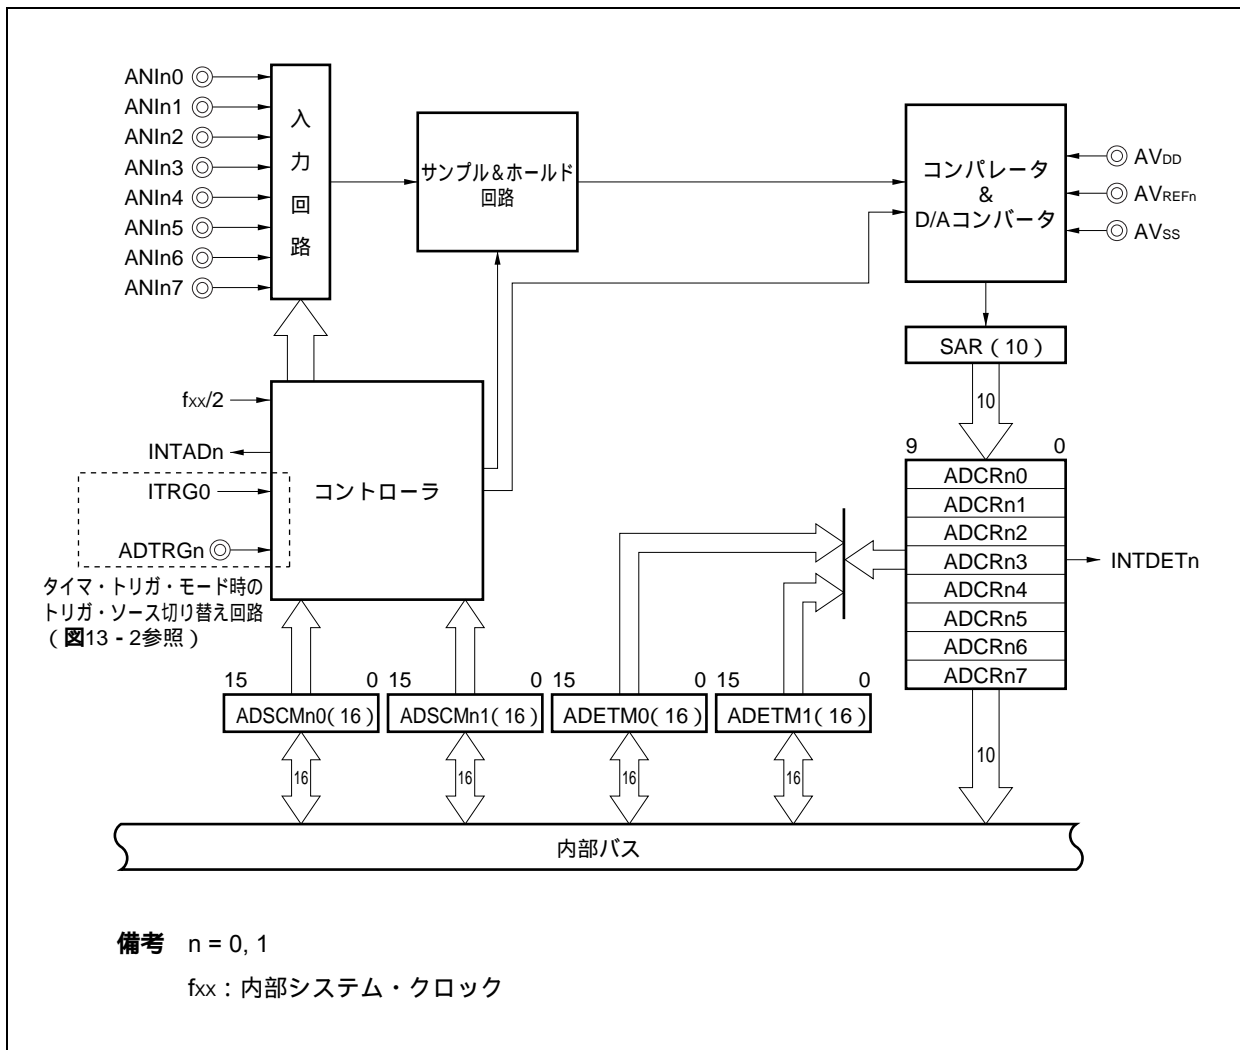 ANIn0
ANIn1
ANIn2
ANIn3
ANIn4
ANIn5
ANIn6
ANIn7
入力回路
サンプル&ホールド
回路
コンパレータ
&
D/Aコンバータ
AVDD
AVREFn
AVSS
SAR(10)
10
fxx/2
INTADn
ITRG0
ADTRGn
コントローラ
タイマ・トリガ・モード時の
トリガ・ソース切り替え回路
(図13-2参照)
9 0
ADCRn0
ADCRn1
ADCRn2
ADCRn3
ADCRn4
ADCRn5
ADCRn6
ADCRn7
INTDETn
15 0 15 0 15 0 15 0
ADSCMn0(16) ADSCMn1(16) ADETM0(16) ADETM1(16)
16 16 16 16 10
内部バス
備考 n = 0, 1
fxx:内部システム・クロック